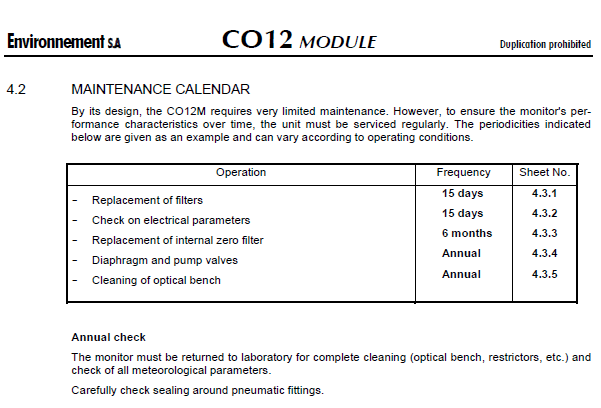 Environnement S.A
CO12 MODULE
Duplication prohibited
4.2 MAINTENANCE CALENDAR
By its design, the CO12M requires very limited maintenance. However, to ensure the monitor's per-
formance characteristics over time, the unit must be serviced regularly. The periodicities indicated
below are given as an example and can vary according to operating conditions.
Operation Frequency Sheet No.
- Replacement of filters 15 days 4.3.1
- Check on electrical parameters 15 days 4.3.2
- Replacement of internal zero filter 6 months 4.3.3
- Diaphragm and pump valves Annual 4.3.4
- Cleaning of optical bench Annual 4.3.5
Annual check
The monitor must be returned to laboratory for complete cleaning (optical bench, restrictors, etc.) and
check of all meteorological parameters.
Carefully check sealing around pneumatic fittings.